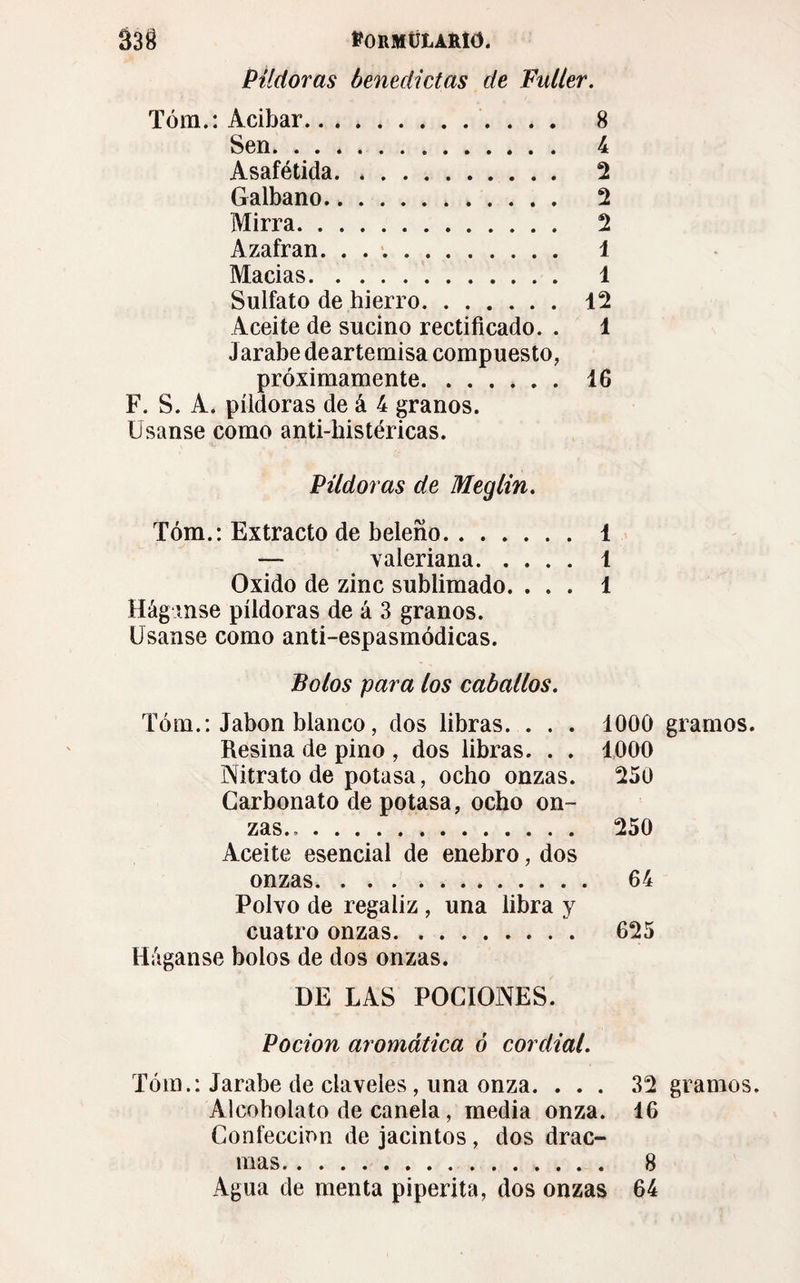 338 FORMULARIO.
Píldoras benedictas de Fuller.
Tóm.: Acibar. . . . . . . . . . . . . . 8
Sen. . . . . . . . . . . . . . . 4
Asafétida. . . . . . . . . . . 2
Galbano. . . . . . . . . . . . . 2
Mirra. . . . . . . . . . . . . . 2
Azafran. . . . . . . . . . . . . 1
Macias. . . . . . . . . . . . . 1
Sulfato de hierro. . . . . . . 12
Aceite de sucino rectificado. . 1
Jarabe de artemisa compuesto,
próximamente. . . . . . . 16
F. S. A. píldoras de á 4 granos.
Usanse como anti-histéricas.
Píldoras de Meglin.
Tóm.: Extracto de beleño. . . . . . . 1
— valeriana. . . . . 1
Oxido de zinc sublimado. . . . 1
Háganse píldoras de á 3 granos.
Usanse como anti-espasmódicas.
Bolos para los caballos.
Tóm.: Jabon blanco, dos libras. . . . 1000 gramos.
Resina de pino, dos libras. . . 1000
Nitrato de potasa, ocho onzas. 250
Carbonato de potasa, ocho on-
zas. . . . . . . . . . . . . . . 250
Aceite esencial de enebro, dos
onzas. . . . . . . . . . . . . . 64
Polvo de regaliz, una libra y
cuatro onzas. . . . . . . . . 625
Háganse bolos de dos onzas.
DE LAS POCIONES.
Pocion aromática ó cordial.
Tóm.: Jarabe de claveles, una onza. . . . 32 gramos.
Alcoholato de canela, media onza. 16
Confeccion de jacintos, dos drac-
mas. . . . . . . . . . . . . . . . . 8
Agua de menta piperita, dos onzas 64